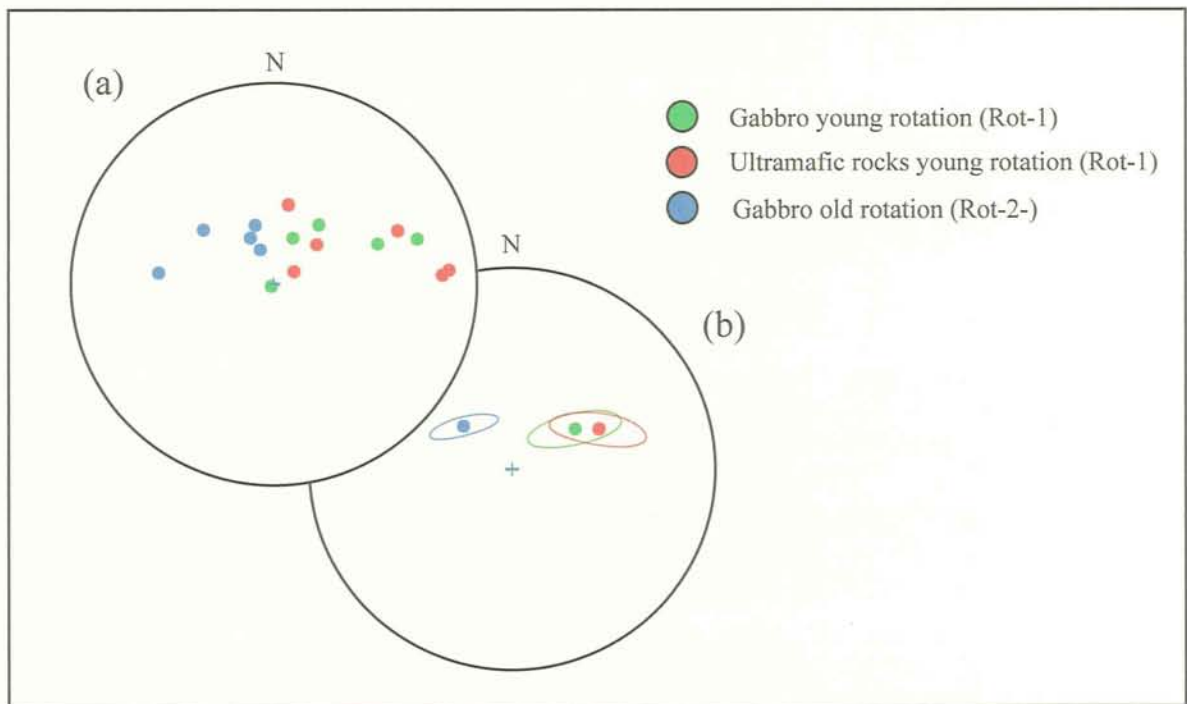 (a)
N
Gabbro young rotation (Rot-1)
Ultramafic rocks young rotation (Rot-1)
Gabbro old rotation (Rot-2-)
N
(b)